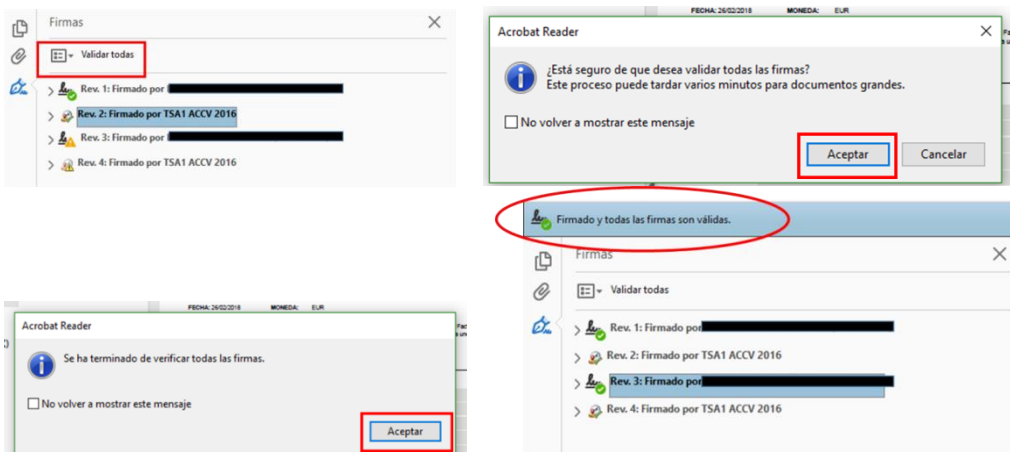 Firmas
Validar todas
Rev. 1: Firmado por
Rev. 2: Firmado por TSA1 ACCV 2016
Rev. 3: Firmado por
Rev. 4: Firmado por TSA1 ACCV 2016
FECHA: 26/02/2018 MONEDA: EUR
Acrobat Reader
¿Está seguro de que desea validar todas las firmas?
Este proceso puede tardar varios minutos para documentos grandes.
No volver a mostrar este mensaje
Aceptar Cancelar
Firmado y todas las firmas son válidas.
Firmas
Validar todas
Rev. 1: Firmado por
Rev. 2: Firmado por TSA1 ACCV 2016
Rev. 3: Firmado por
Rev. 4: Firmado por TSA1 ACCV 2016
FECHA: 26/02/2018 MONEDA: EUR
Acrobat Reader
Se ha terminado de verificar todas las firmas.
No volver a mostrar este mensaje
Aceptar